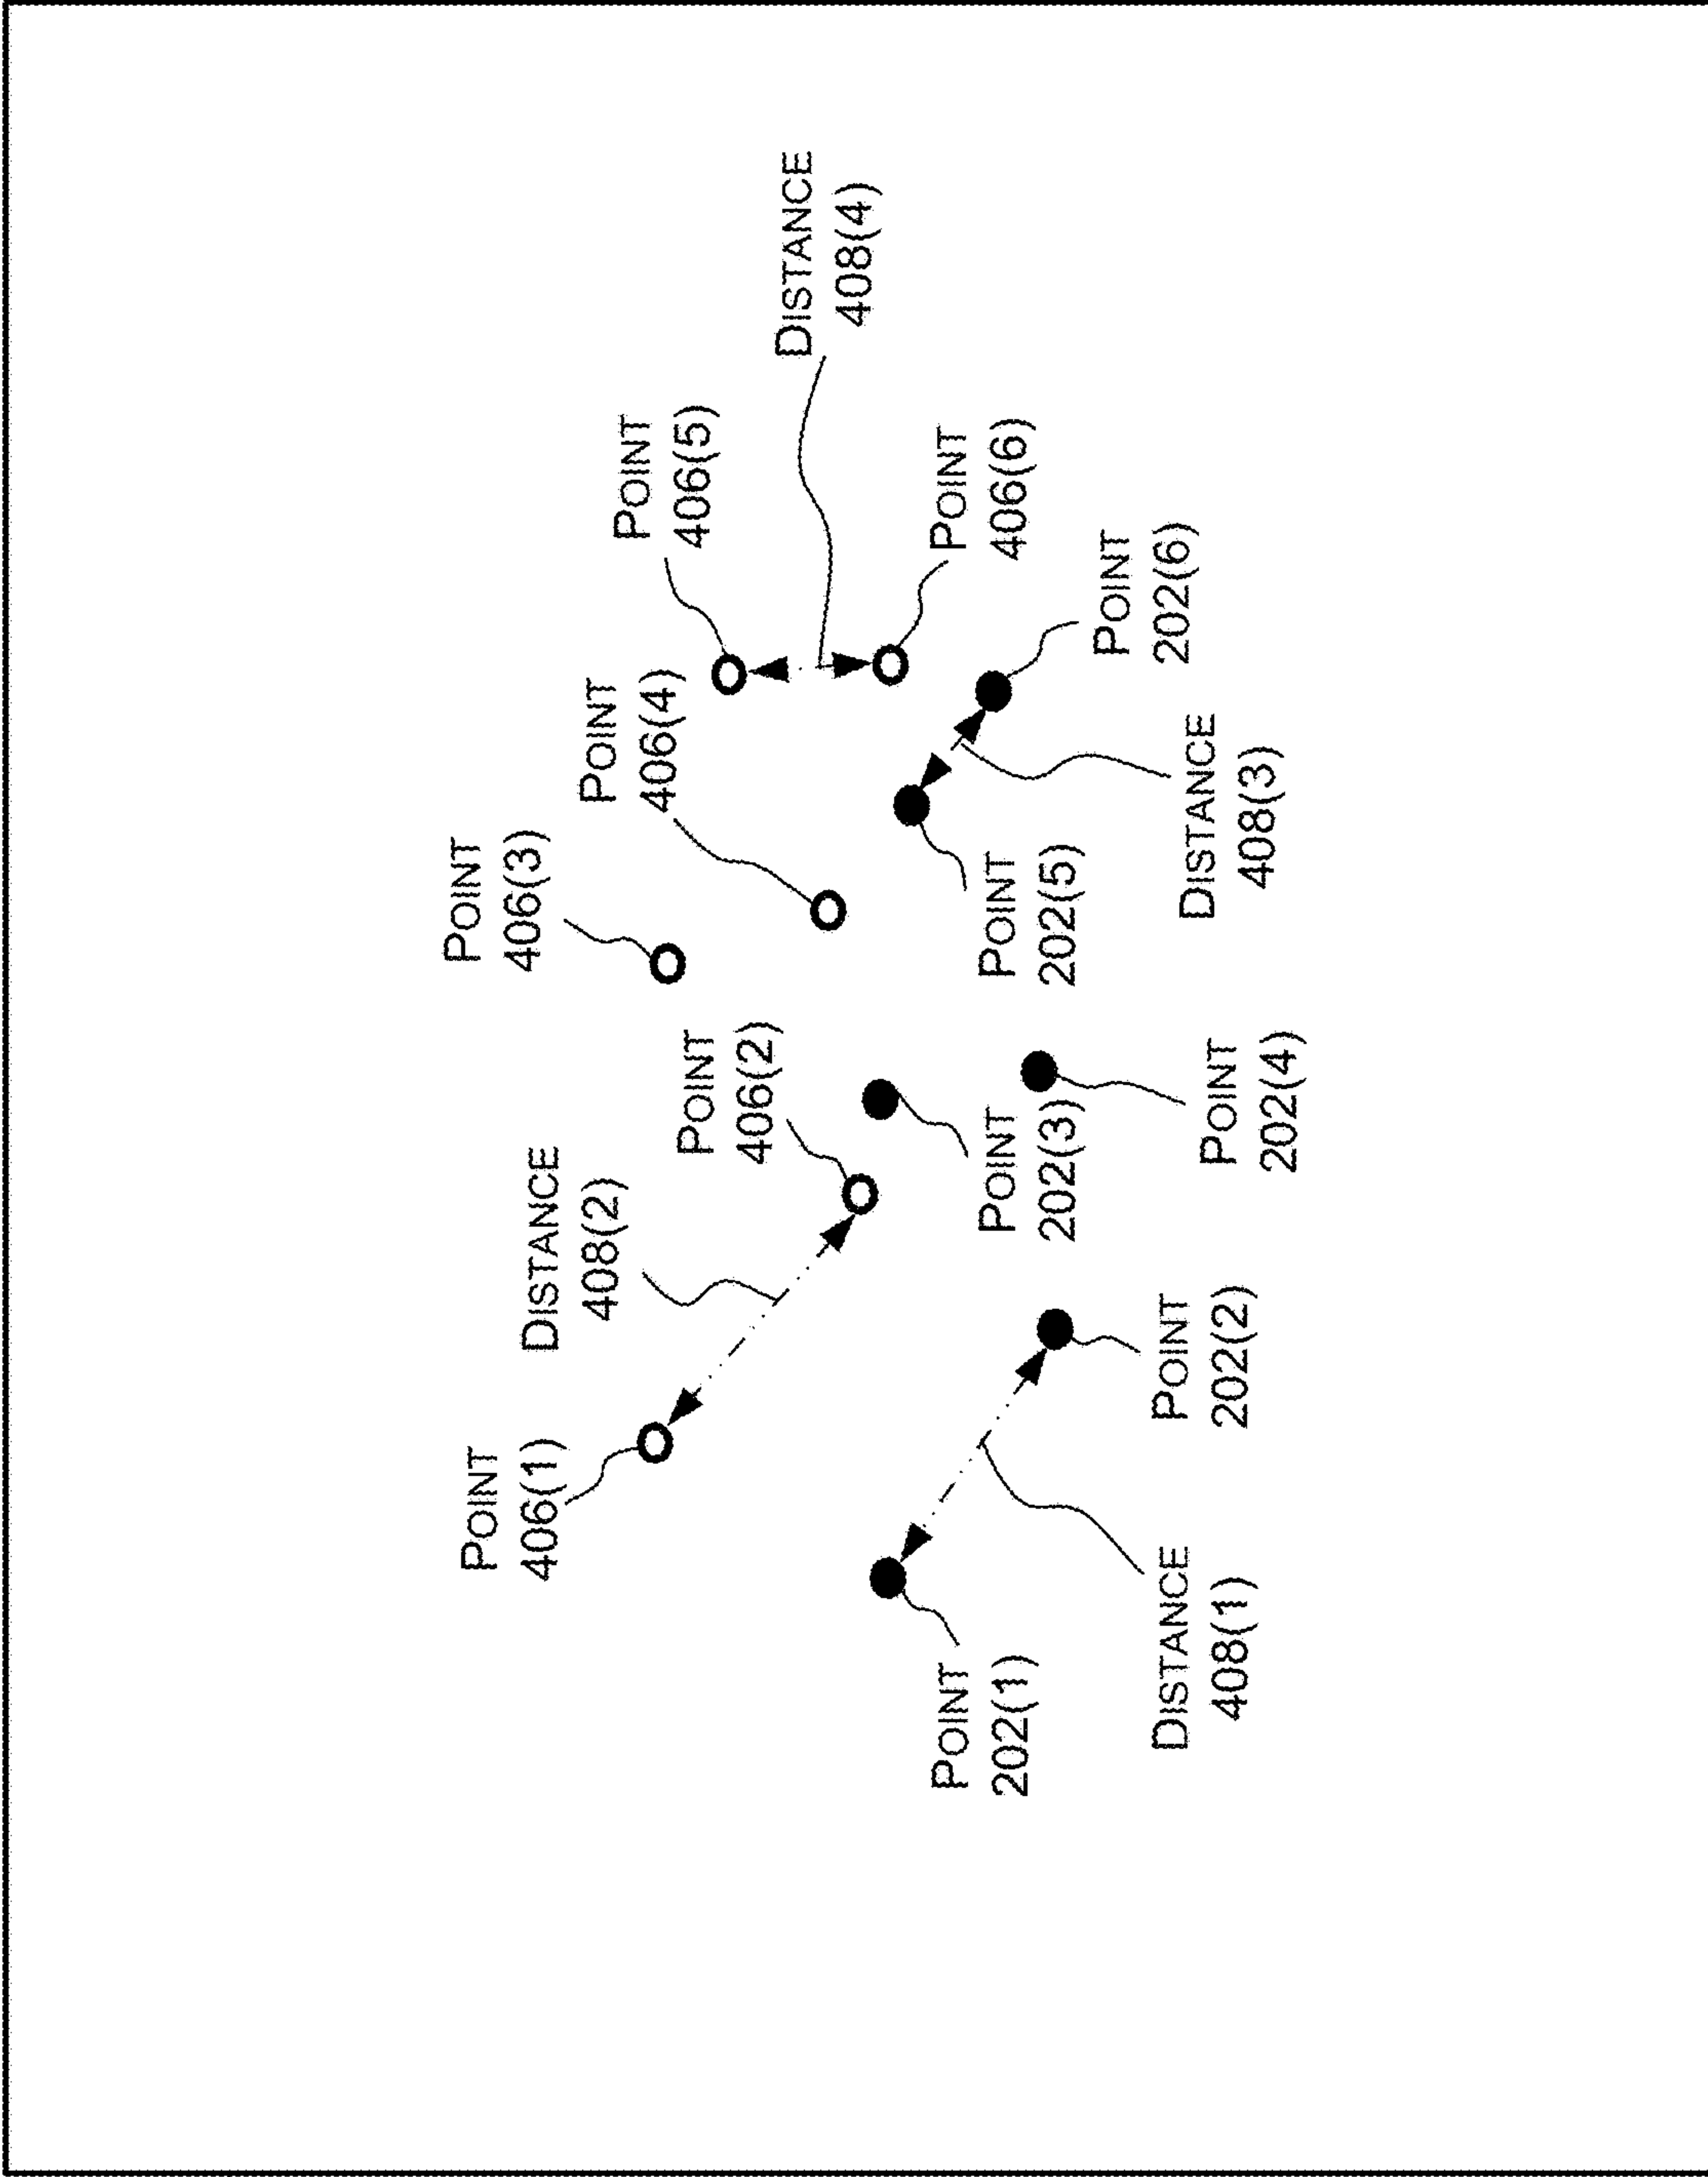 POINT
406(3)
POINT
406(1)
DISTANCE
408(2)
POINT
406(4)
POINT
406(5)
POINT
406(2)
DISTANCE
408(4)
POINT
406(6)
POINT
202(1)
POINT
202(3)
POINT
202(5)
POINT
202(6)
DISTANCE
408(1)
POINT
202(2)
DISTANCE
408(3)
POINT
202(4)